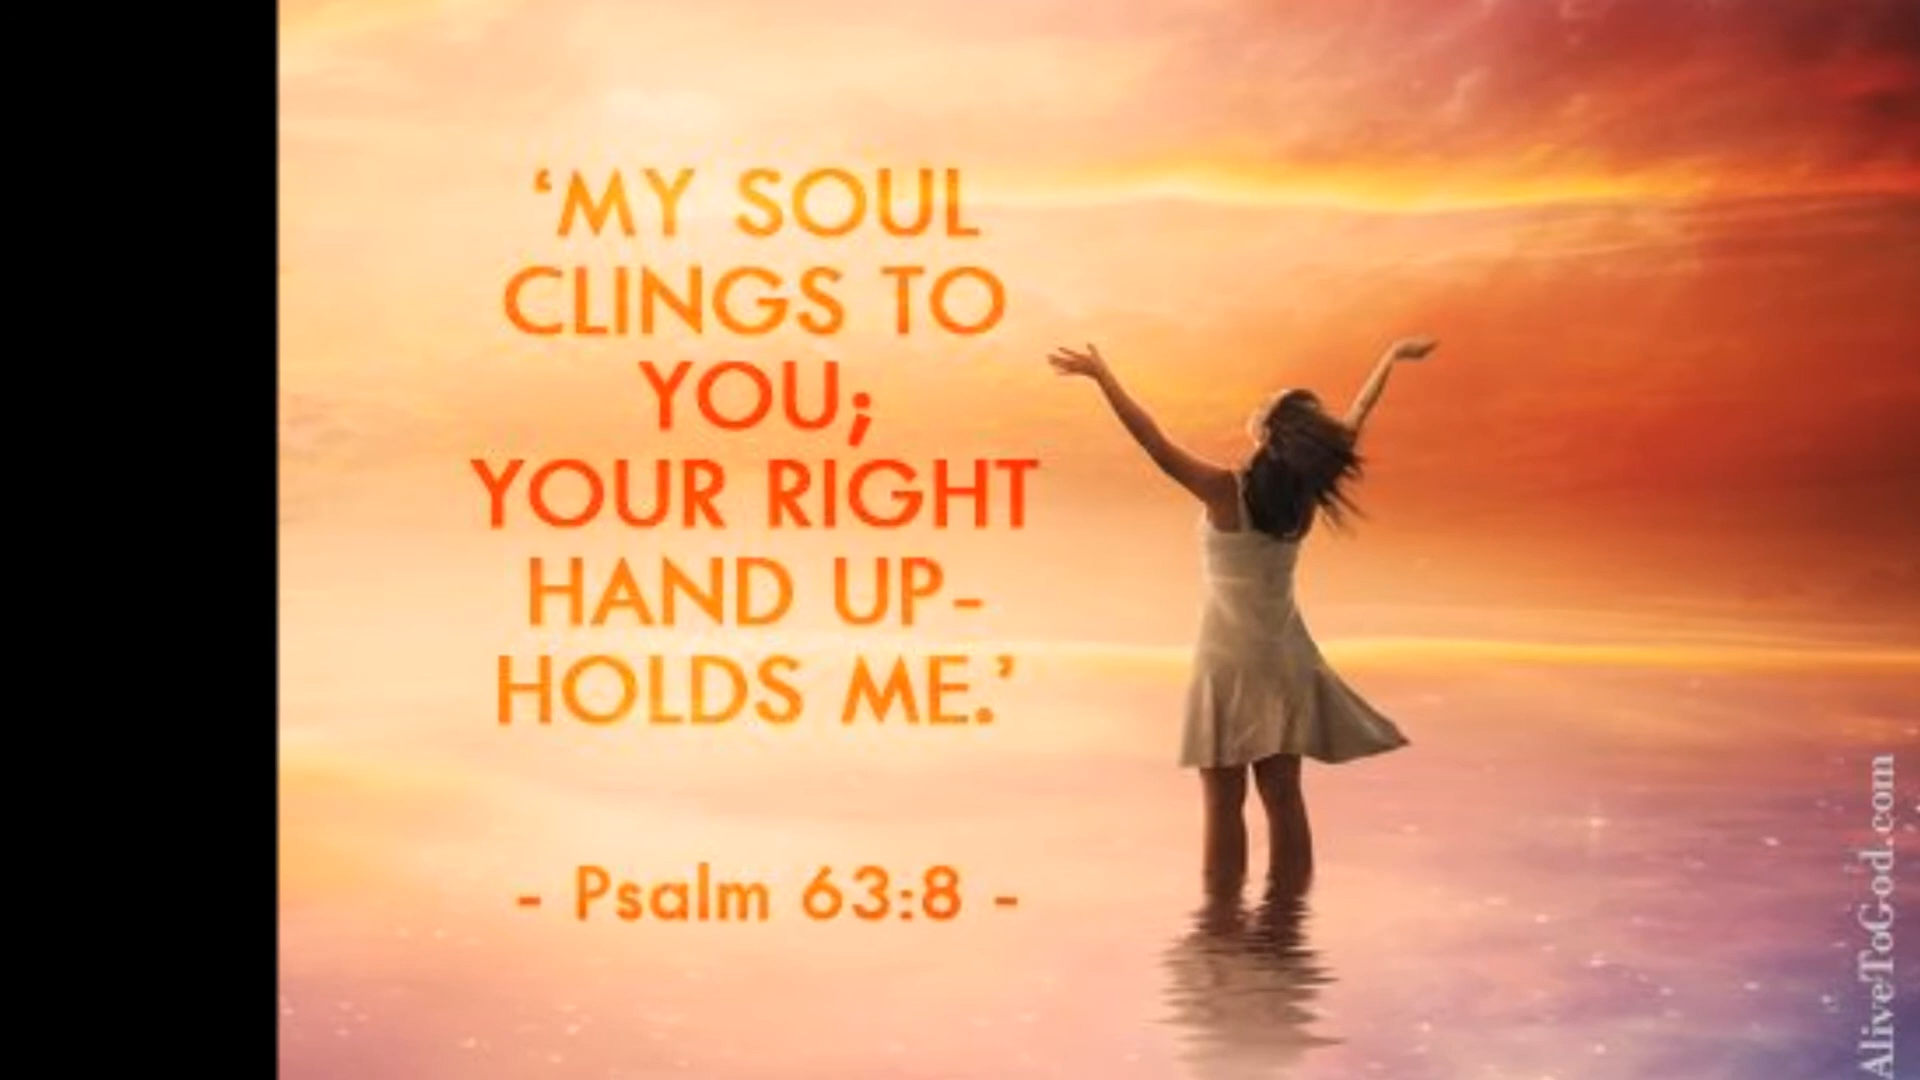 ‘MY SOUL
CLINGS TO
YOU;
YOUR RIGHT
HAND UP-
HOLDS ME.’
- Psalm 63:8 -
AliveToGod.com